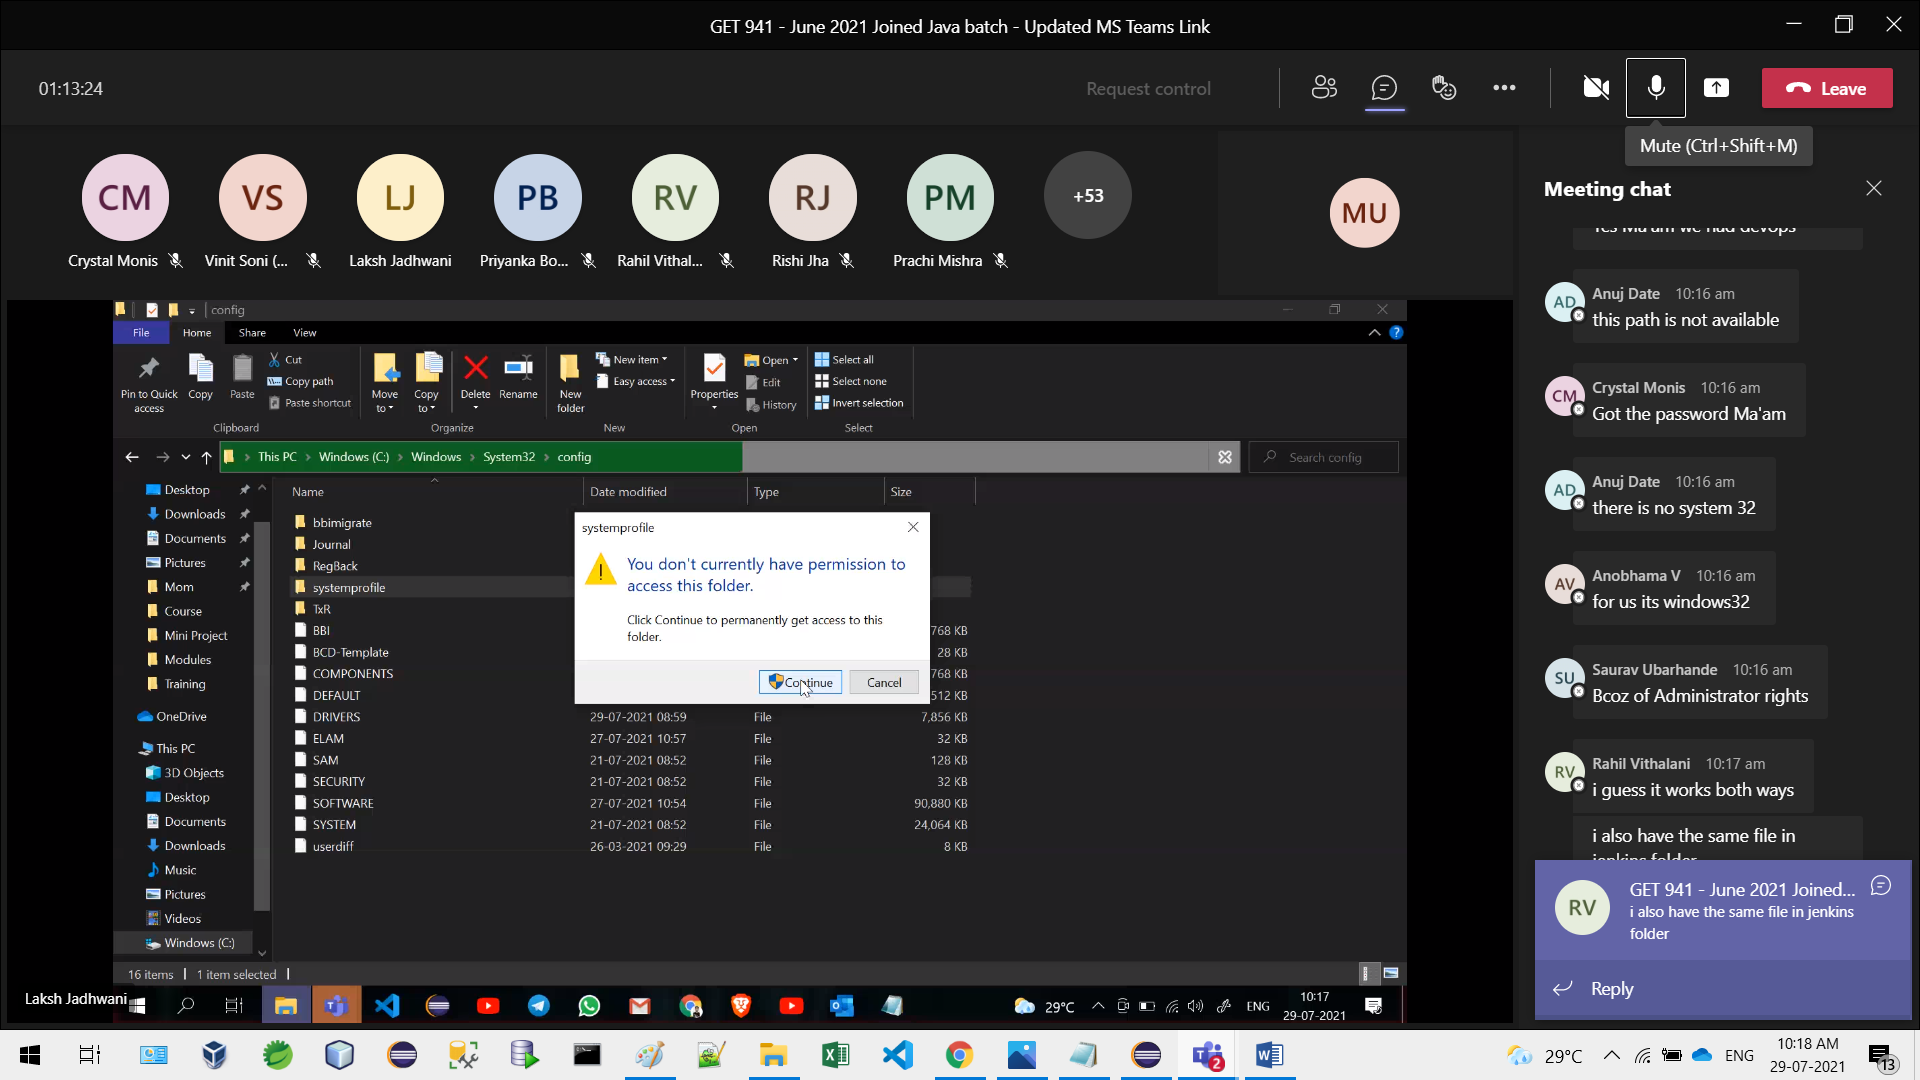 GET 941 - June 2021 Joined Java batch - Updated MS Teams Link
01:13:24
Request control
Leave
Mute (Ctrl+Shift+M)
CM
VS
LJ
PB
RV
RJ
PM
+53
MU
Crystal Monis
Vinit Soni (...
Laksh Jadhwani
Priyanka Bo...
Rahil Vithal...
Rishi Jha
Prachi Mishra
Meeting chat
Yes Ma'am we had devops
AD
Anuj Date 10:16 am
this path is not available
CM
Crystal Monis 10:16 am
Got the password Ma'am
AD
Anuj Date 10:16 am
there is no system 32
AV
Anobhama V 10:16 am
for us its windows32
SU
Saurav Ubarhande 10:16 am
Bcoz of Administrator rights
RV
Rahil Vithalani 10:17 am
i guess it works both ways
i also have the same file in
jenkins folder
RV
GET 941 - June 2021 Joined...
i also have the same file in jenkins
folder
Reply
config
File
Home
Share
View
Pin to Quick
access
Copy
Paste
Cut
Copy path
Paste shortcut
Clipboard
Move
to
Copy
to
Delete
Rename
Organize
New
folder
New item
Easy access
New
Properties
Open
Edit
History
Open
Select all
Select none
Invert selection
Select
This PC
Windows (C:)
Windows
System32
config
Search config
Desktop
Downloads
Documents
Pictures
Mom
Course
Mini Project
Modules
Training
OneDrive
This PC
3D Objects
Desktop
Documents
Downloads
Music
Pictures
Videos
Windows (C:)
Name
Date modified
Type
Size
bbimigrate
Journal
RegBack
systemprofile
TxR
BBI
768 KB
BCD-Template
28 KB
COMPONENTS
768 KB
DEFAULT
512 KB
DRIVERS 29-07-2021 08:59 File 7,856 KB
ELAM 27-07-2021 10:57 File 32 KB
SAM 21-07-2021 08:52 File 128 KB
SECURITY 21-07-2021 08:52 File 32 KB
SOFTWARE 27-07-2021 10:54 File 90,880 KB
SYSTEM 21-07-2021 08:52 File 24,064 KB
userdiff 26-03-2021 09:29 File 8 KB
systemprofile
You don't currently have permission to
access this folder.
Click Continue to permanently get access to this
folder.
Continue
Cancel
16 items
1 item selected
Laksh Jadhwani
29°C
ENG
10:17
29-07-2021
2
29°C
ENG
10:18 AM
29-07-2021
13